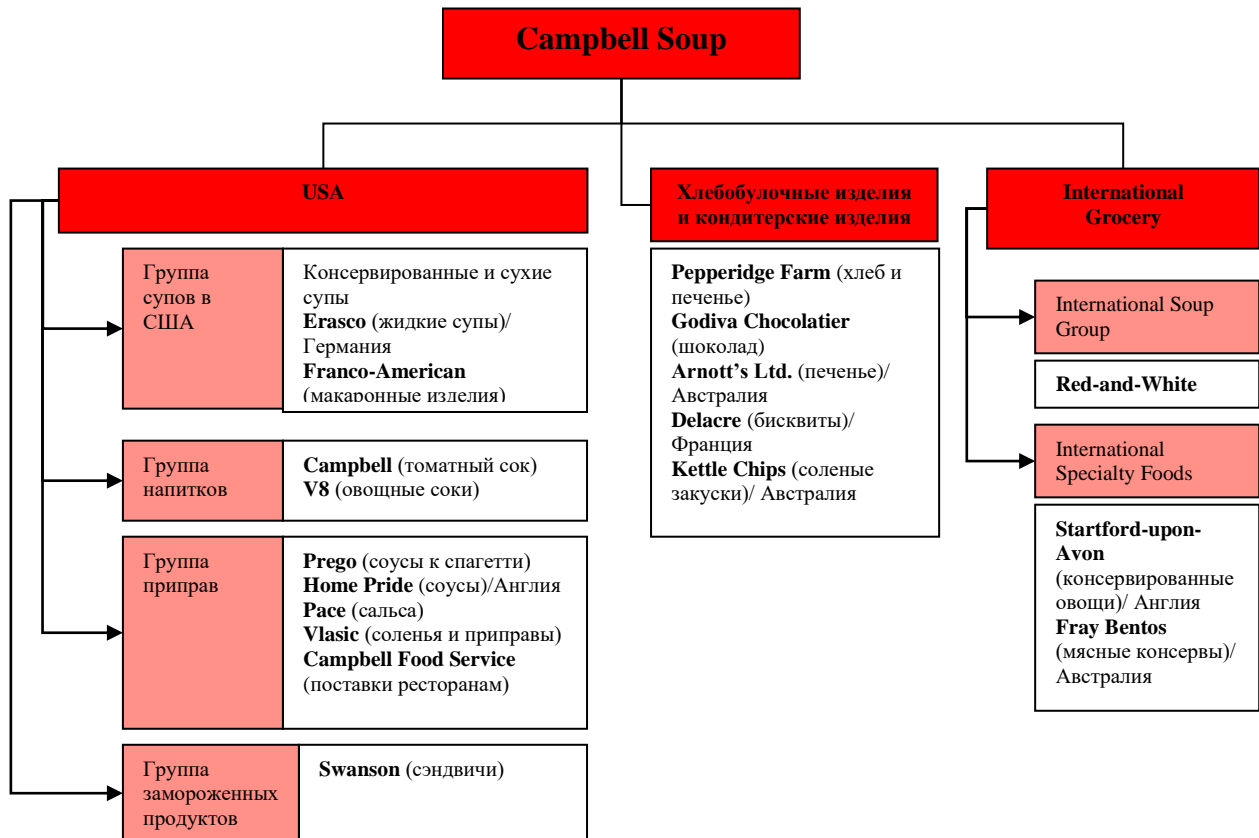 Campbell Soup
USA
Группа
супов в
США
Консервированные и сухие
супы
Erasco (жидкие супы)/
Германия
Franco-American
(макаронные изделия)
Группа
напитков
Campbell (томатный сок)
V8 (овощные соки)
Группа
приправ
Prego (соусы к спагетти)
Home Pride (соусы)/Англия
Pace (сальса)
Vlasic (соленья и приправы)
Campbell Food Service
(поставки ресторанам)
Группа
замороженных
продуктов
Swanson (сэндвичи)
Хлебобулочные изделия
и кондитерские изделия
Pepperidge Farm (хлеб и
печенье)
Godiva Chocolatier
(шоколад)
Arnott’s Ltd. (печенье)/
Австралия
Delacre (бисквиты)/
Франция
Kettle Chips (соленые
закуски)/ Австралия
International
Grocery
International Soup
Group
Red-and-White
International
Specialty Foods
Startford-upon-
Avon
(консервированные
овощи)/ Англия
Fray Bentos
(мясные консервы)/
Австралия